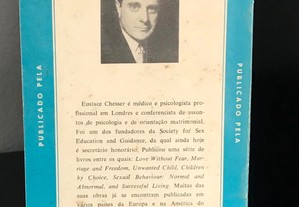 PUBLICADO PELA
PUBLICADO PELA
Eustace Chesser é médico e psicologista pro-
fissional em Londres e conferencista de assun-
tos de psicologia e de orientação matrimonial.
Foi um dos fundadores da Society for Sex
Education and Guidance, da qual ainda hoje
é secretário honorário. Publicou uma série de
livros entre os quais: Love Without Fear, Mar-
riage and Freedom, Unwanted Child, Children
by Choice, Sexual Behaviour: Normal and
Abnormal, and Successful Living. Muitas das
suas obras já se encontram publicadas em
Vários países da Europa e na América do